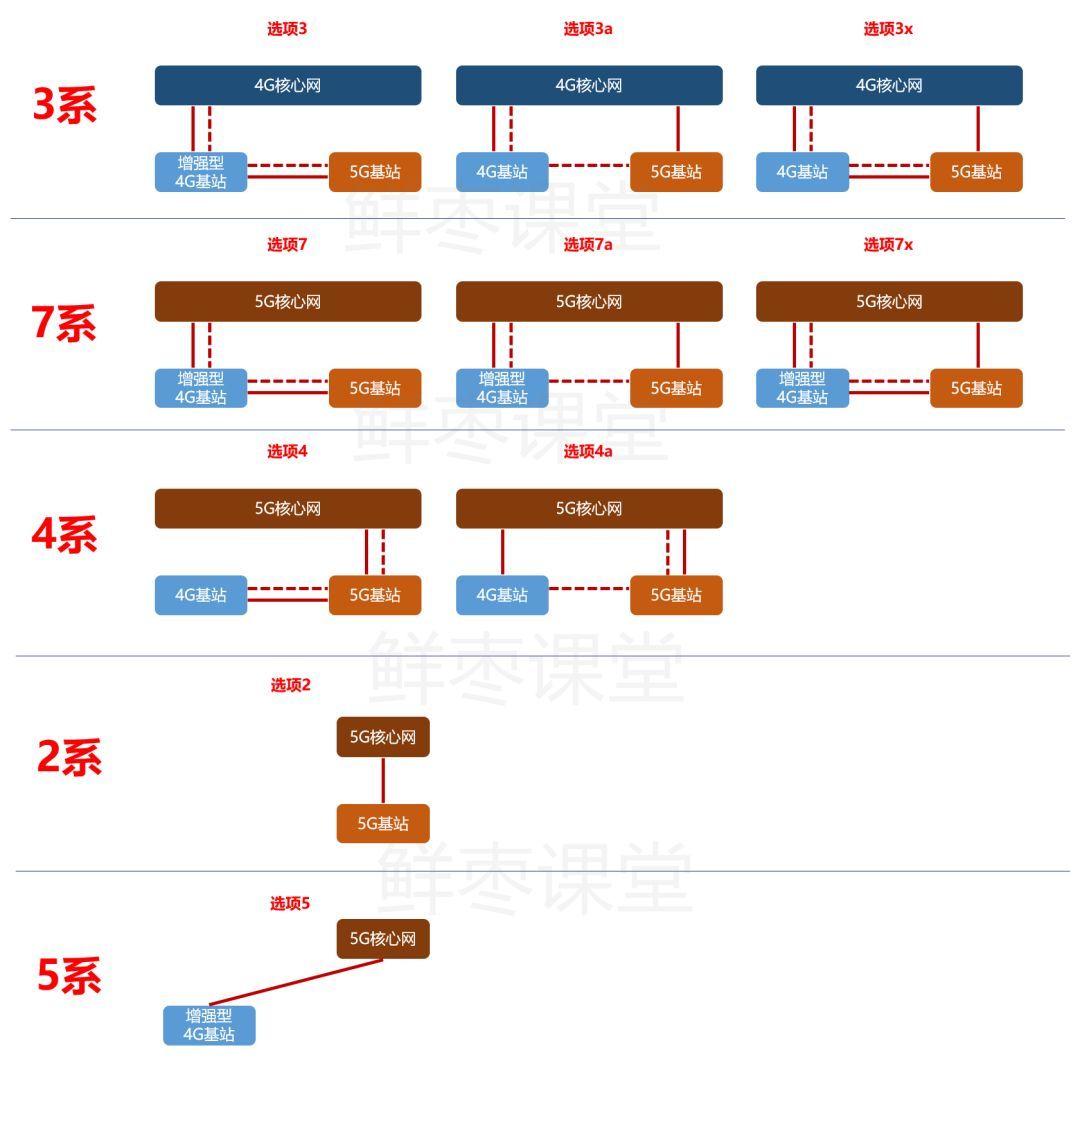 选项3 选项3a 选项3x
3系
4G核心网 4G核心网 4G核心网
增强型
4G基站 5G基站 4G基站 5G基站 4G基站 5G基站
鲜枣课堂
选项7 选项7a 选项7x
7系
5G核心网 5G核心网 5G核心网
增强型 增强型 增强型
4G基站 5G基站 4G基站 5G基站 4G基站 5G基站
鲜枣课堂
选项4 选项4a
4系
5G核心网 5G核心网
4G基站 5G基站 4G基站 5G基站
鲜枣课堂
选项2
2系
5G核心网
5G基站
鲜枣课堂
选项5
5系
5G核心网
增强型
4G基站